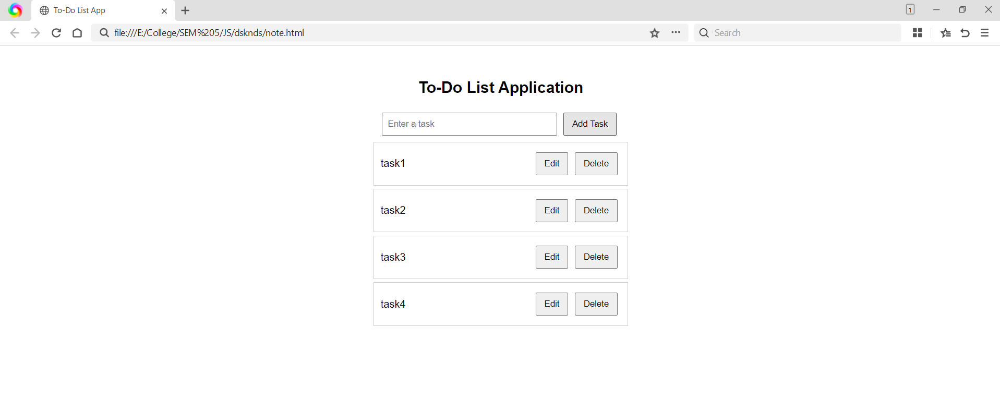 To-Do List App
1
file:///E:/College/SEM%205/JS/dsknds/note.html
Search
To-Do List Application
Enter a task
Add Task
task1 Edit Delete
task2 Edit Delete
task3 Edit Delete
task4 Edit Delete